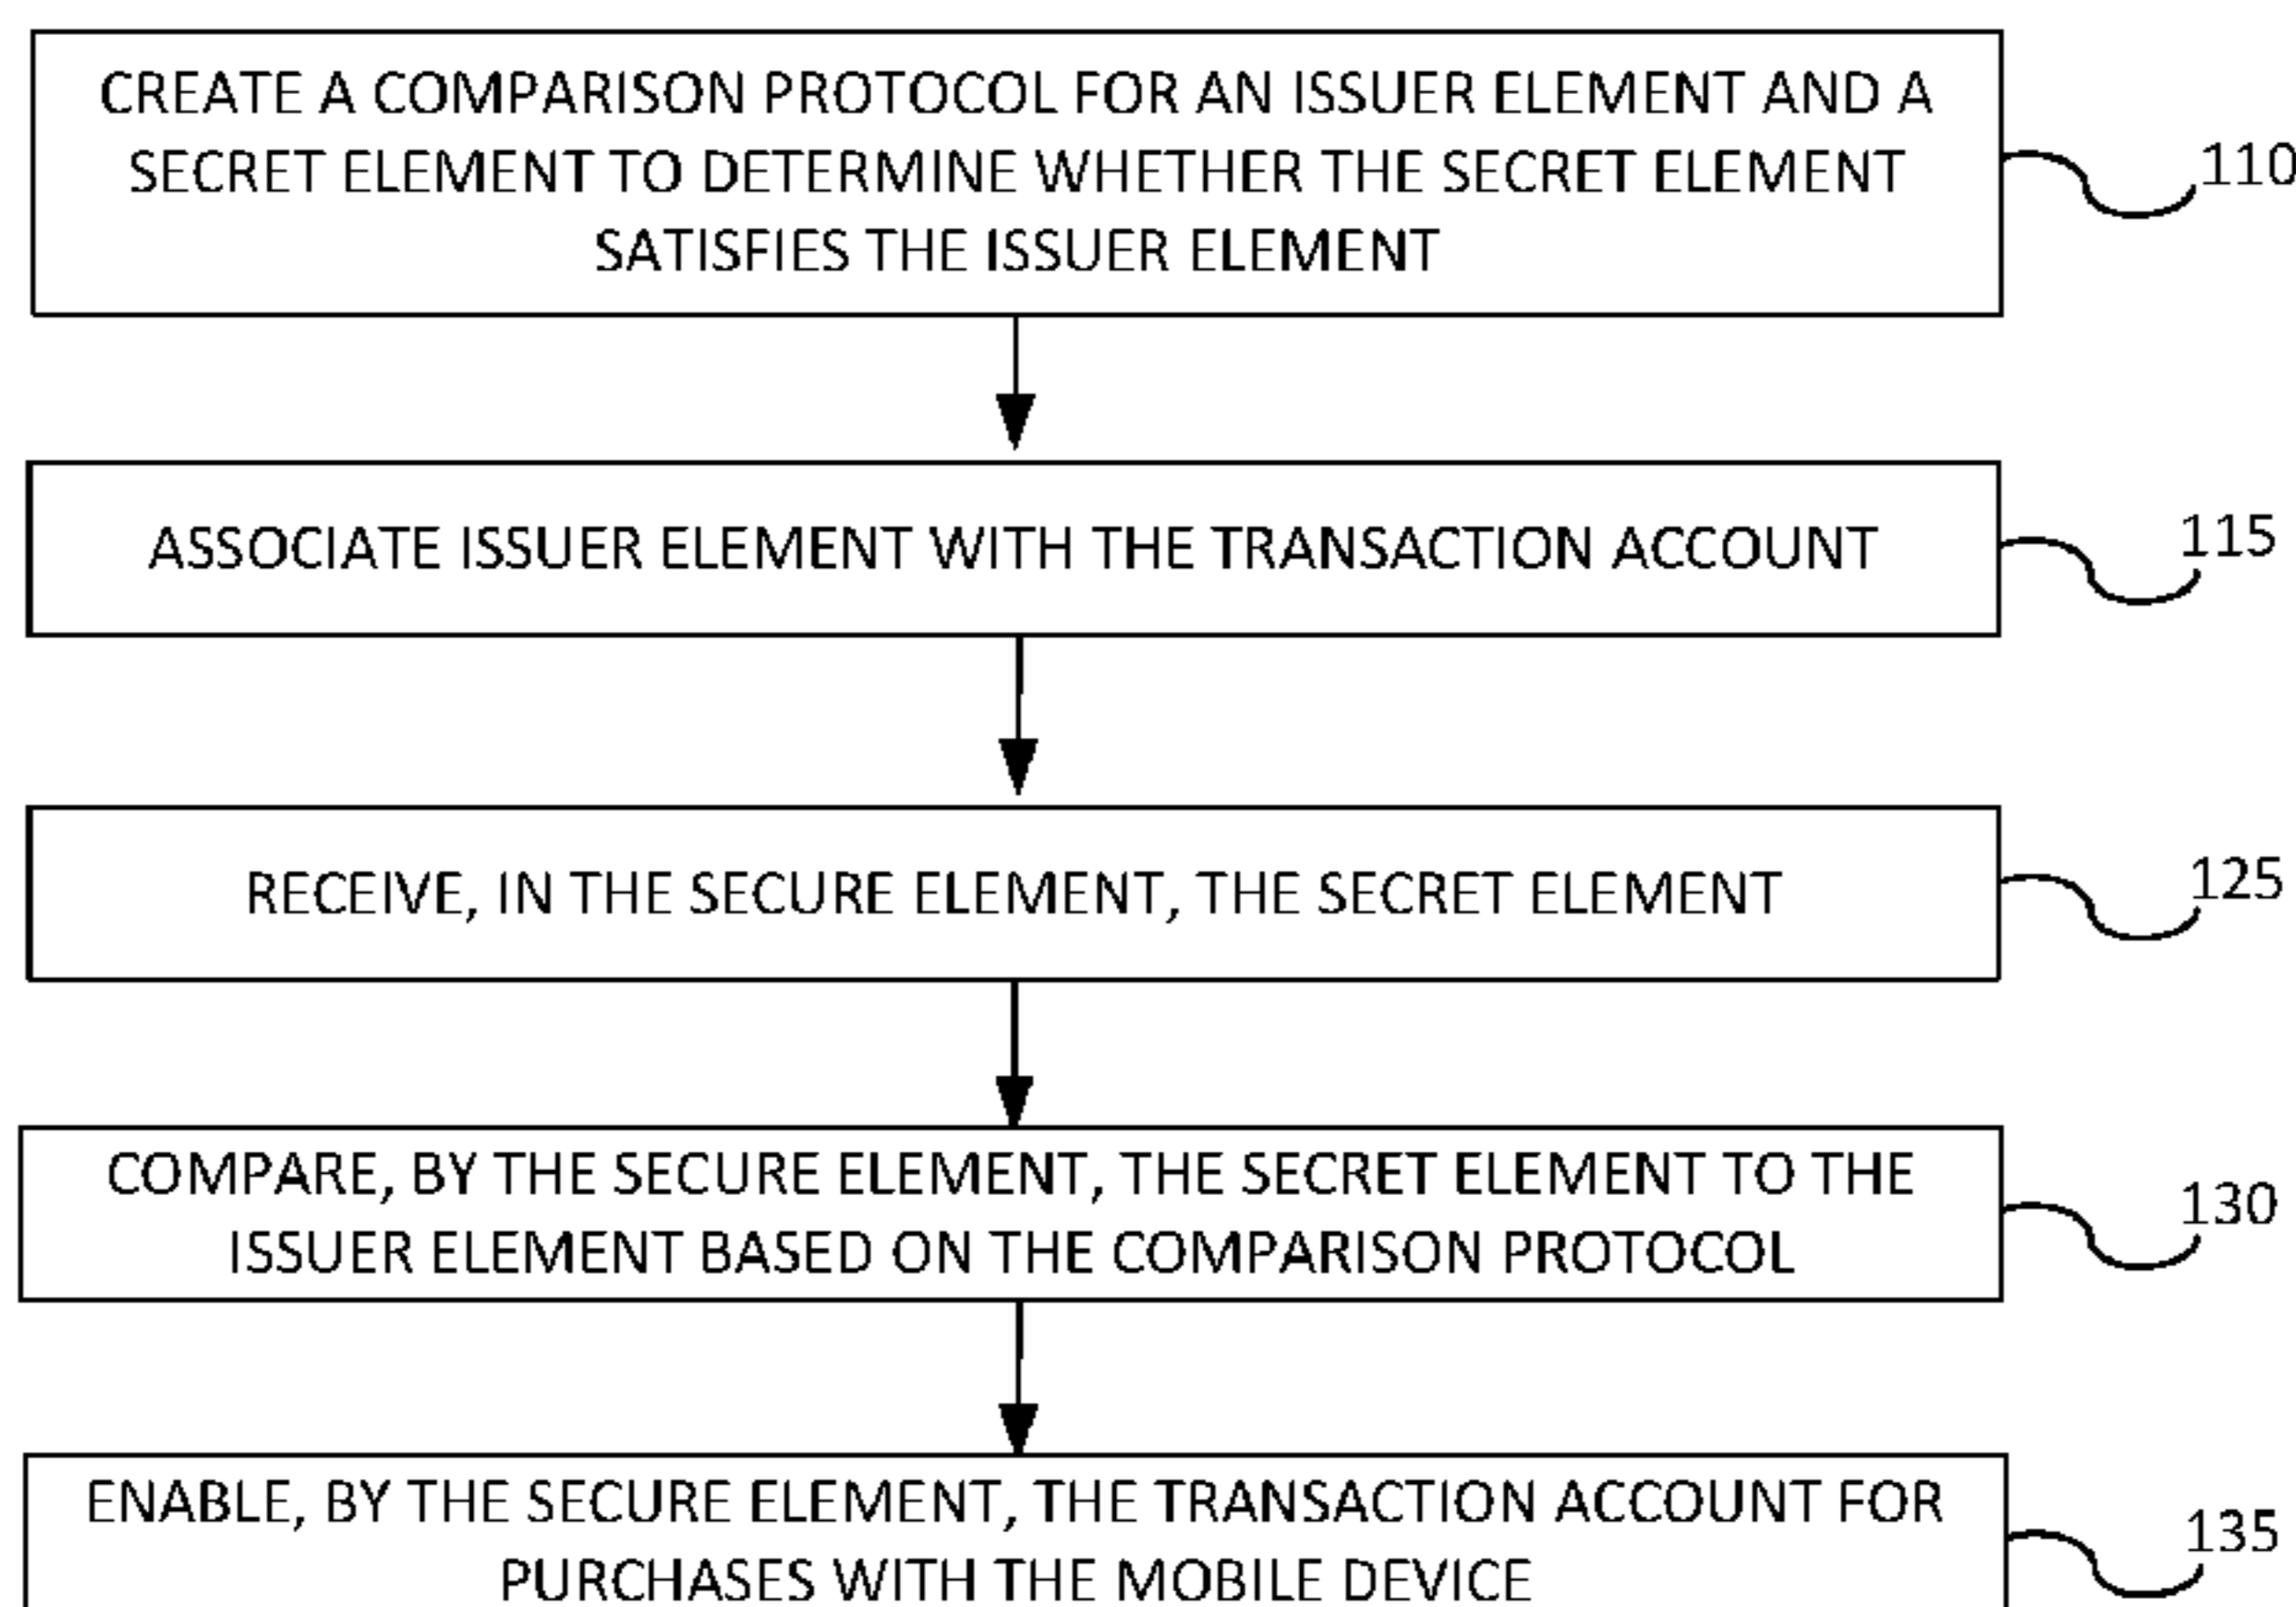 CREATE A COMPARISON PROTOCOL FOR AN ISSUER ELEMENT AND A
SECRET ELEMENT TO DETERMINE WHETHER THE SECRET ELEMENT
SATISFIES THE ISSUER ELEMENT
110
ASSOCIATE ISSUER ELEMENT WITH THE TRANSACTION ACCOUNT
115
RECEIVE, IN THE SECURE ELEMENT, THE SECRET ELEMENT
125
COMPARE, BY THE SECURE ELEMENT, THE SECRET ELEMENT TO THE
ISSUER ELEMENT BASED ON THE COMPARISON PROTOCOL
130
ENABLE, BY THE SECURE ELEMENT, THE TRANSACTION ACCOUNT FOR
PURCHASES WITH THE MOBILE DEVICE
135